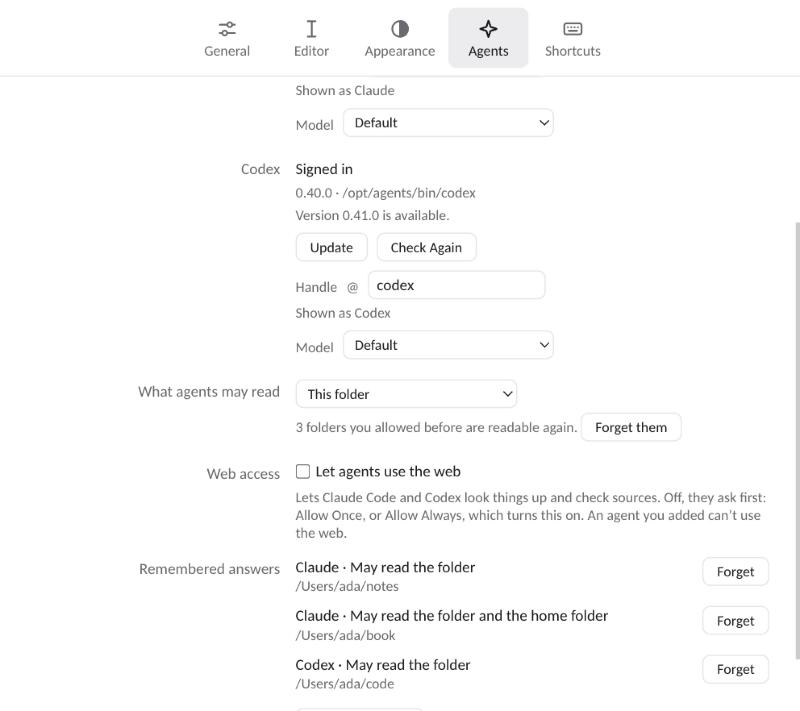 General
Editor
Appearance
Agents
Shortcuts
Shown as Claude
Model Default
Codex Signed in
0.40.0 · /opt/agents/bin/codex
Version 0.41.0 is available.
Update Check Again
Handle @ codex
Shown as Codex
Model Default
What agents may read This folder
3 folders you allowed before are readable again. Forget them
Web access Let agents use the web
Lets Claude Code and Codex look things up and check sources. Off, they ask first:
Allow Once, or Allow Always, which turns this on. An agent you added can’t use
the web.
Remembered answers Claude · May read the folder Forget
/Users/ada/notes
Claude · May read the folder and the home folder Forget
/Users/ada/book
Codex · May read the folder Forget
/Users/ada/code